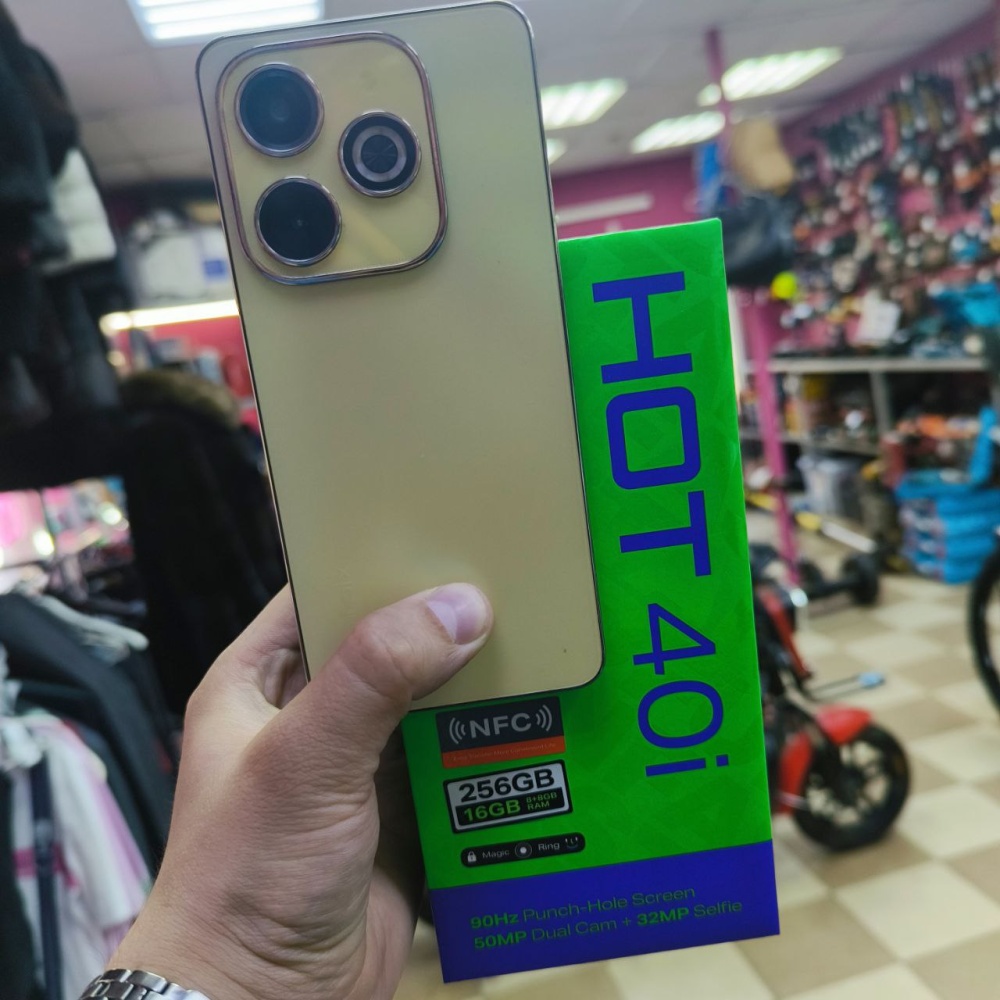 HOT 40i
NFC
256GB
16GB 8+8GB RAM
Magic Ring
90Hz Punch-Hole Screen
50MP Dual Cam + 32MP Selfie